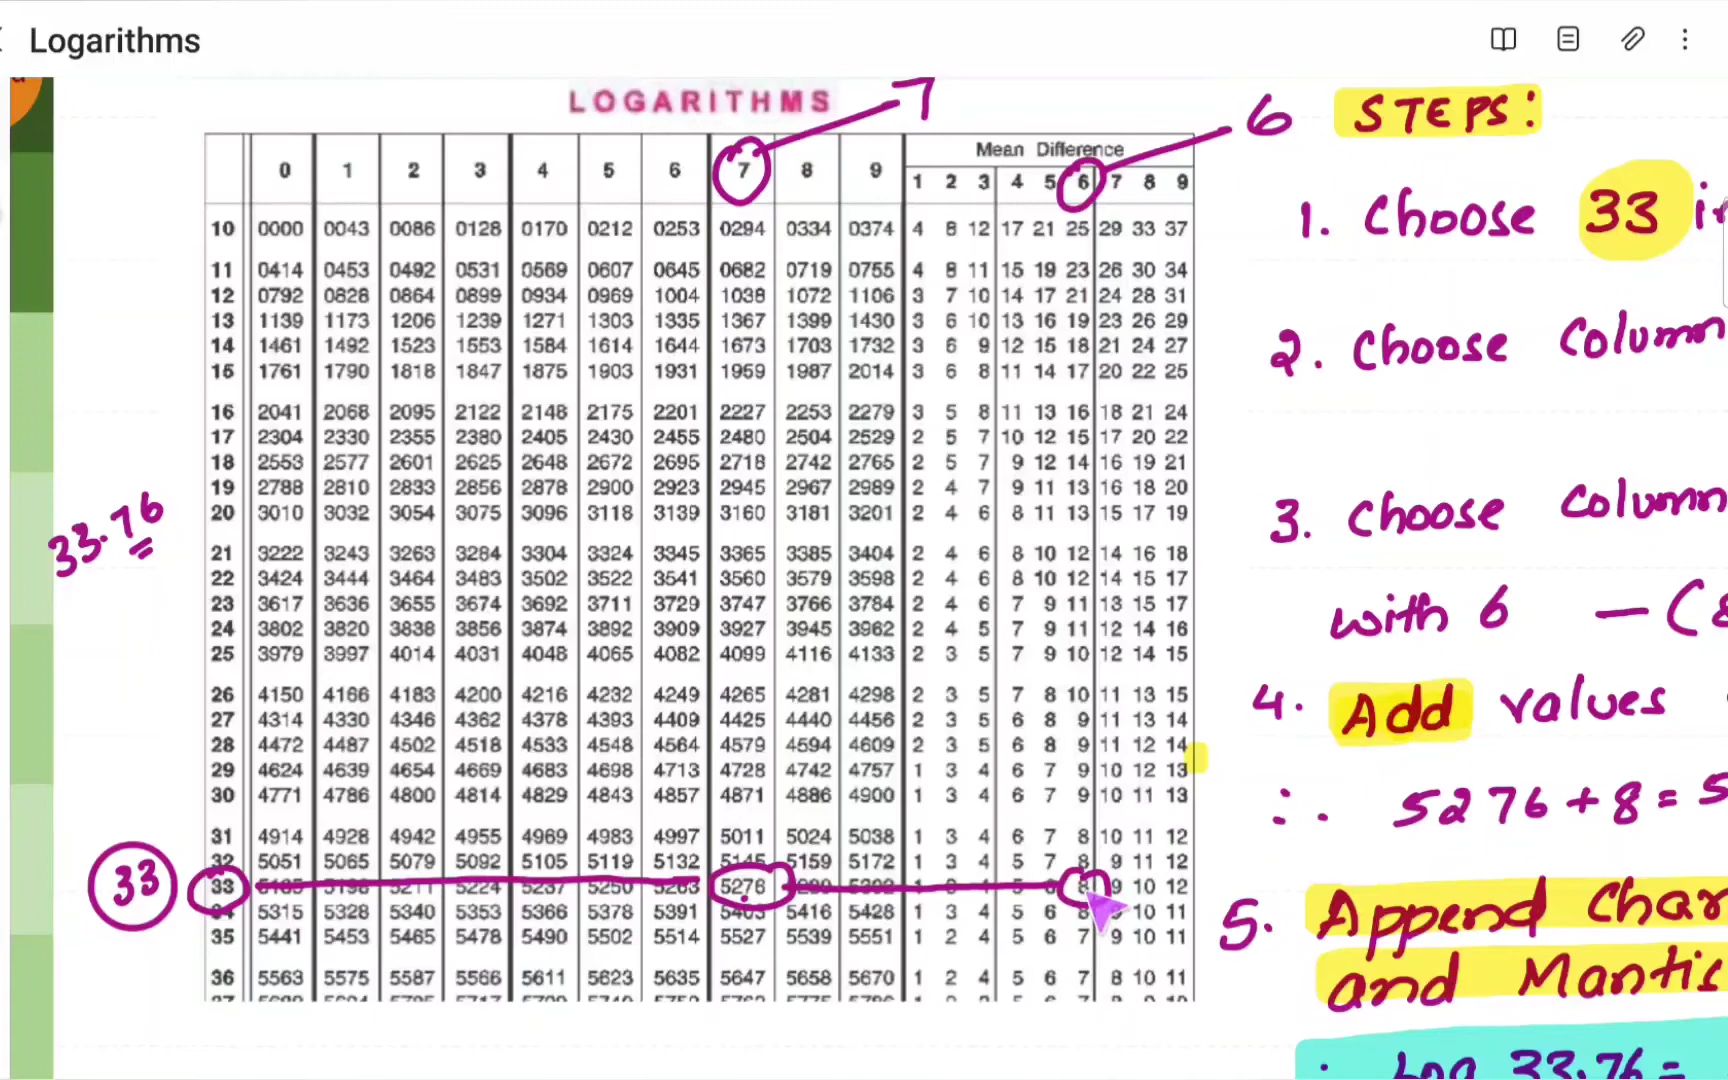 Logarithms
LOGARITHMS
7
6
Mean Difference
0 1 2 3 4 5 6 7 8 9 1 2 3 4 5 6 7 8 9
10 0000 0043 0086 0128 0170 0212 0253 0294 0334 0374 4 8 12 17 21 25 29 33 37
11 0414 0453 0492 0531 0569 0607 0645 0682 0719 0755 4 8 11 15 19 23 26 30 34
12 0792 0828 0864 0899 0934 0969 1004 1038 1072 1106 3 7 10 14 17 21 24 28 31
13 1139 1173 1206 1239 1271 1303 1335 1367 1399 1430 3 6 10 13 16 19 23 26 29
14 1461 1492 1523 1553 1584 1614 1644 1673 1703 1732 3 6 9 12 15 18 21 24 27
15 1761 1790 1818 1847 1875 1903 1931 1959 1987 2014 3 6 8 11 14 17 20 22 25
16 2041 2068 2095 2122 2148 2175 2201 2227 2253 2279 3 5 8 11 13 16 18 21 24
17 2304 2330 2355 2380 2405 2430 2455 2480 2504 2529 2 5 7 10 12 15 17 20 22
18 2553 2577 2601 2625 2648 2672 2695 2718 2742 2765 2 5 7 9 12 14 16 19 21
19 2788 2810 2833 2856 2878 2900 2923 2945 2967 2989 2 4 7 9 11 13 16 18 20
20 3010 3032 3054 3075 3096 3118 3139 3160 3181 3201 2 4 6 8 11 13 15 17 19
21 3222 3243 3263 3284 3304 3324 3345 3365 3385 3404 2 4 6 8 10 12 14 16 18
22 3424 3444 3464 3483 3502 3522 3541 3560 3579 3598 2 4 6 8 10 12 14 15 17
23 3617 3636 3655 3674 3692 3711 3729 3747 3766 3784 2 4 6 7 9 11 13 15 17
24 3802 3820 3838 3856 3874 3892 3909 3927 3945 3962 2 4 5 7 9 11 12 14 16
25 3979 3997 4014 4031 4048 4065 4082 4099 4116 4133 2 3 5 7 9 10 12 14 15
26 4150 4166 4183 4200 4216 4232 4249 4265 4281 4298 2 3 5 7 8 10 11 13 15
27 4314 4330 4346 4362 4378 4393 4409 4425 4440 4456 2 3 5 6 8 9 11 13 14
28 4472 4487 4502 4518 4533 4548 4564 4579 4594 4609 2 3 5 6 8 9 11 12 14
29 4624 4639 4654 4669 4683 4698 4713 4728 4742 4757 1 3 4 6 7 9 10 12 13
30 4771 4786 4800 4814 4829 4843 4857 4871 4886 4900 1 3 4 6 7 9 10 11 13
31 4914 4928 4942 4955 4969 4983 4997 5011 5024 5038 1 3 4 6 7 8 10 11 12
32 5051 5065 5079 5092 5105 5119 5132 5145 5159 5172 1 3 4 5 7 8 9 11 12
33 5276 8 9 10 12
34 5315 5328 5340 5353 5366 5378 5391 5403 5416 5428 1 3 4 5 6 8 10 11
35 5441 5453 5465 5478 5490 5502 5514 5527 5539 5551 1 2 4 5 6 7 9 10 11
36 5563 5575 5587 5566 5611 5623 5635 5647 5658 5670 1 2 4 5 6 7 8 10 11
33.76
33
STEPS:
1. Choose 33
2. Choose Column
3. Choose Column
with 6 — (
4. Add values
∴ 5276 + 8 = 5
5. Append Char
and Mantis
Log 33.76 =